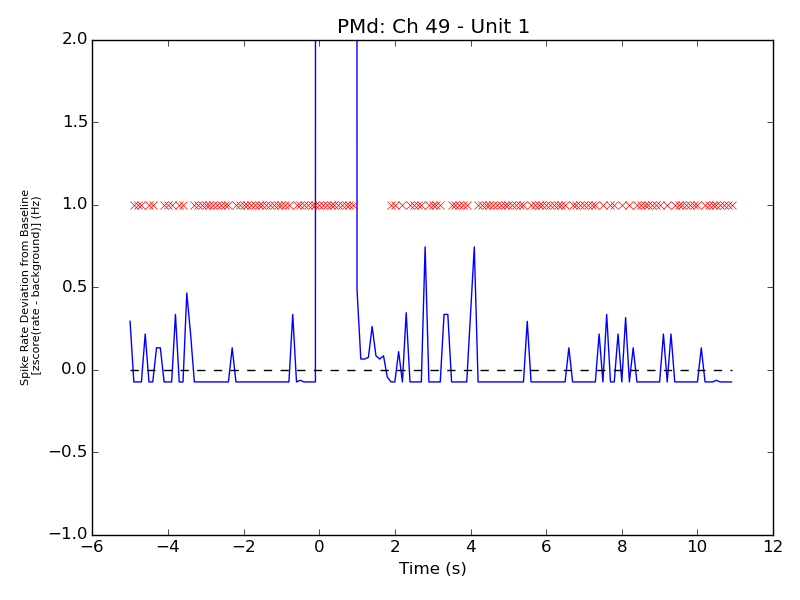 PMd: Ch 49 - Unit 1
2.0
1.5
1.0
0.5
0.0
−0.5
−1.0
Spike Rate Deviation from Baseline
[zscore(rate - background)] (Hz)
−6 −4 −2 0 2 4 6 8 10 12
Time (s)